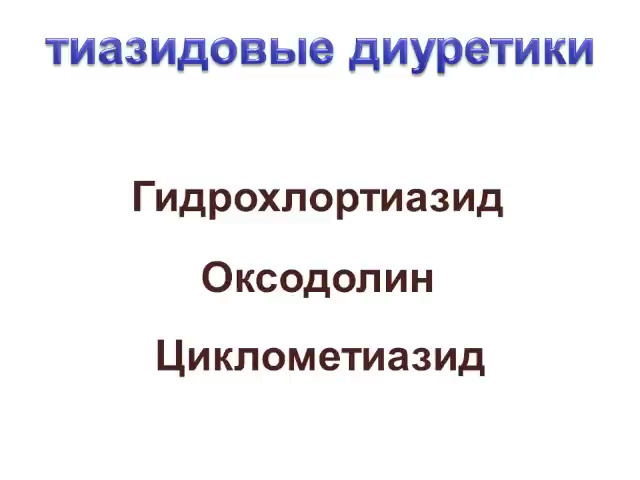 тиазидовые диуретики
Гидрохлортиазид
Оксодолин
Циклометиазид